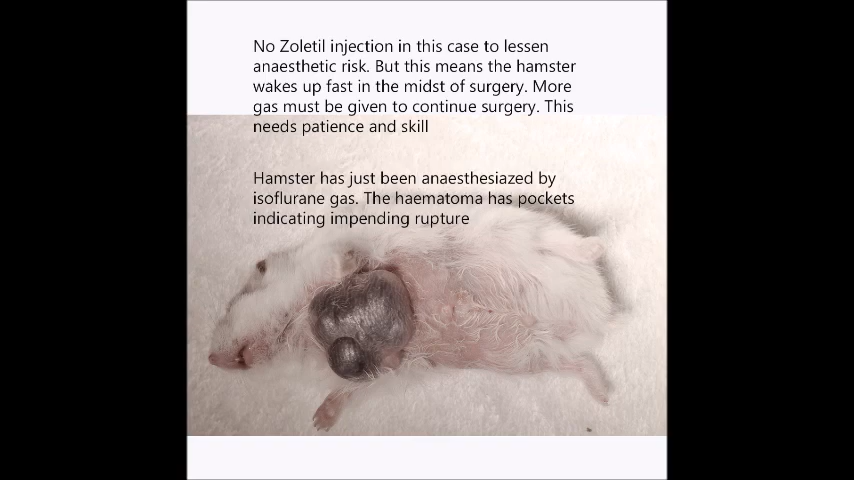 No Zoletil injection in this case to lessen
anaesthetic risk. But this means the hamster
wakes up fast in the midst of surgery. More
gas must be given to continue surgery. This
needs patience and skill
Hamster has just been anaesthesiazed by
isoflurane gas. The haematoma has pockets
indicating impending rupture